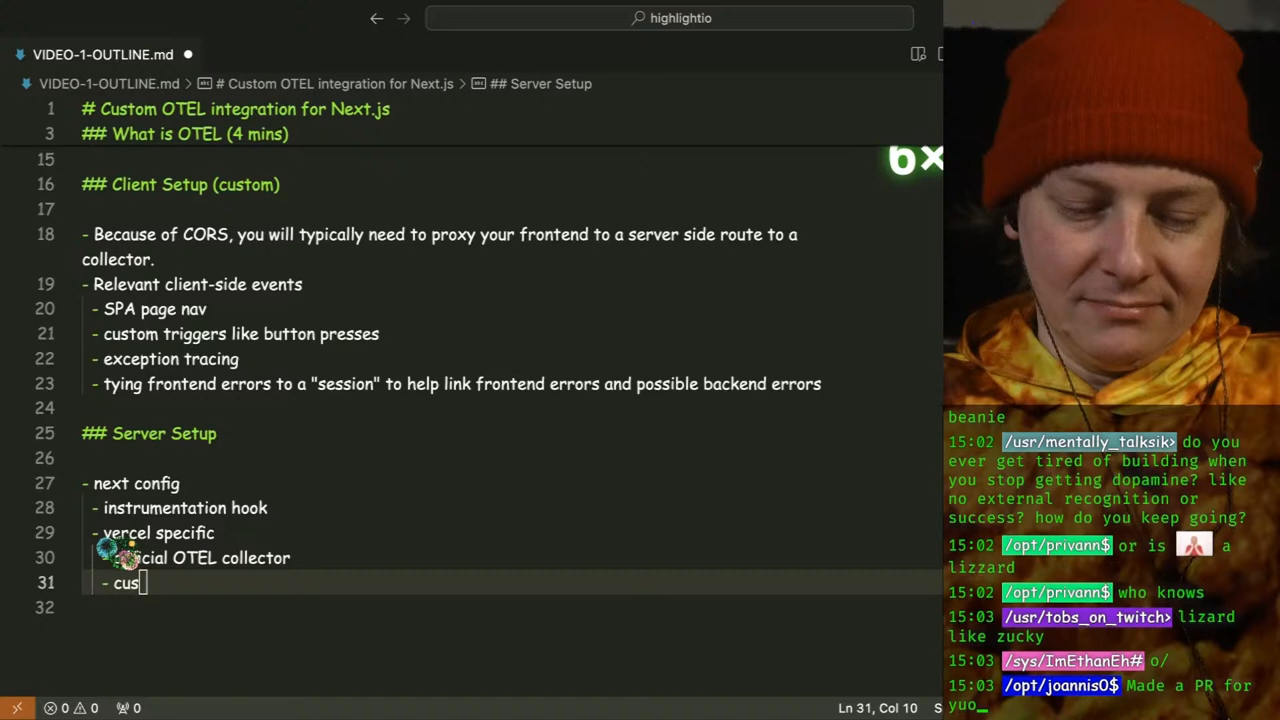 highlightio
VIDEO-1-OUTLINE.md
VIDEO-1-OUTLINE.md > # Custom OTEL integration for Next.js > ## Server Setup
1 # Custom OTEL integration for Next.js
3 ## What is OTEL (4 mins)
15
16 ## Client Setup (custom)
17
18 - Because of CORS, you will typically need to proxy your frontend to a server side route to a
collector.
19 - Relevant client-side events
20 - SPA page nav
21 - custom triggers like button presses
22 - exception tracing
23 - tying frontend errors to a "session" to help link frontend errors and possible backend errors
24
25 ## Server Setup
26
27 - next config
28 - instrumentation hook
29 - vercel specific
30 OTEL collector
31 - cus
32
0 0 0 Ln 31, Col 10 S
6×
beanie
15:02 /usr/mentally_talksik> do you
ever get tired of building when
you stop getting dopamine? like
no external recognition or
success? how do you keep going?
15:02 /opt/privann$ or is a
lizzard
15:02 /opt/privann$ who knows
15:03 /usr/tobs_on_twitch> lizard
like zucky
15:03 /sys/ImEthanEh# o/
15:03 /opt/joannis0$ Made a PR for
yuo_